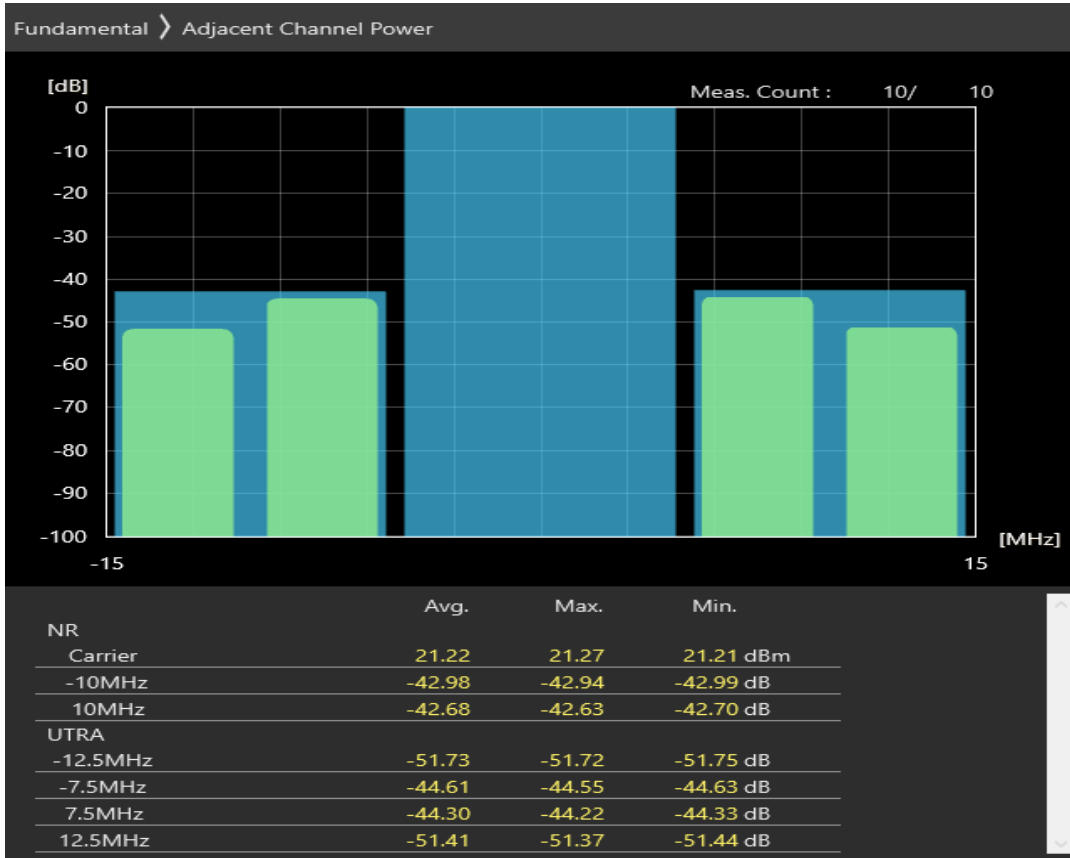 Fundamental ❯ Adjacent Channel Power
[dB]
Meas. Count : 10/ 10
0
-10
-20
-30
-40
-50
-60
-70
-80
-90
-100
[MHz]
-15 15
Avg. Max. Min.
NR
Carrier 21.22 21.27 21.21 dBm
-10MHz -42.98 -42.94 -42.99 dB
10MHz -42.68 -42.63 -42.70 dB
UTRA
-12.5MHz -51.73 -51.72 -51.75 dB
-7.5MHz -44.61 -44.55 -44.63 dB
7.5MHz -44.30 -44.22 -44.33 dB
12.5MHz -51.41 -51.37 -51.44 dB